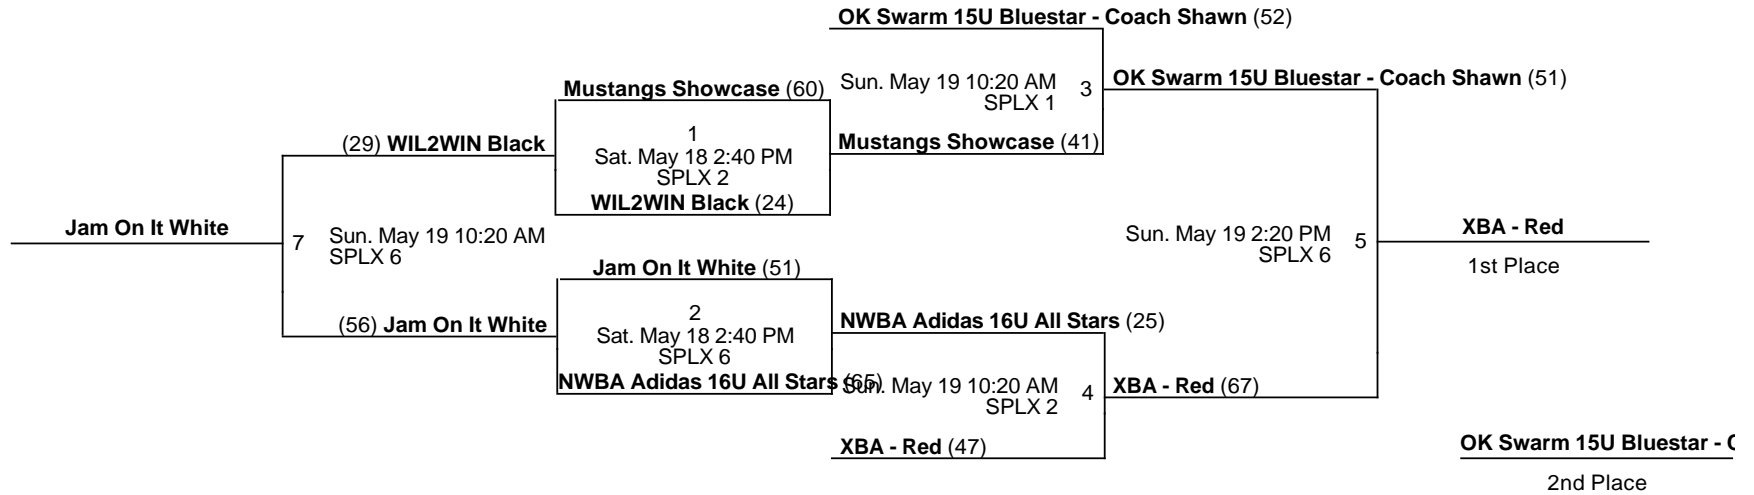 OK Swarm 15U Bluestar - Coach Shawn (52)
Sun. May 19 10:20 AM
SPLX 1
3
OK Swarm 15U Bluestar - Coach Shawn (51)
Mustangs Showcase (60)
1
Sat. May 18 2:40 PM
SPLX 2
Mustangs Showcase (41)
(29) WIL2WIN Black
WIL2WIN Black (24)
Jam On It White
7
Sun. May 19 10:20 AM
SPLX 6
Sun. May 19 2:20 PM
SPLX 6
5
XBA - Red
1st Place
Jam On It White (51)
2
Sat. May 18 2:40 PM
SPLX 6
(56) Jam On It White
NWBA Adidas 16U All Stars (25)
NWBA Adidas 16U All Stars (65)
Sun. May 19 10:20 AM
SPLX 2
4
XBA - Red (67)
XBA - Red (47)
OK Swarm 15U Bluestar -
2nd Place